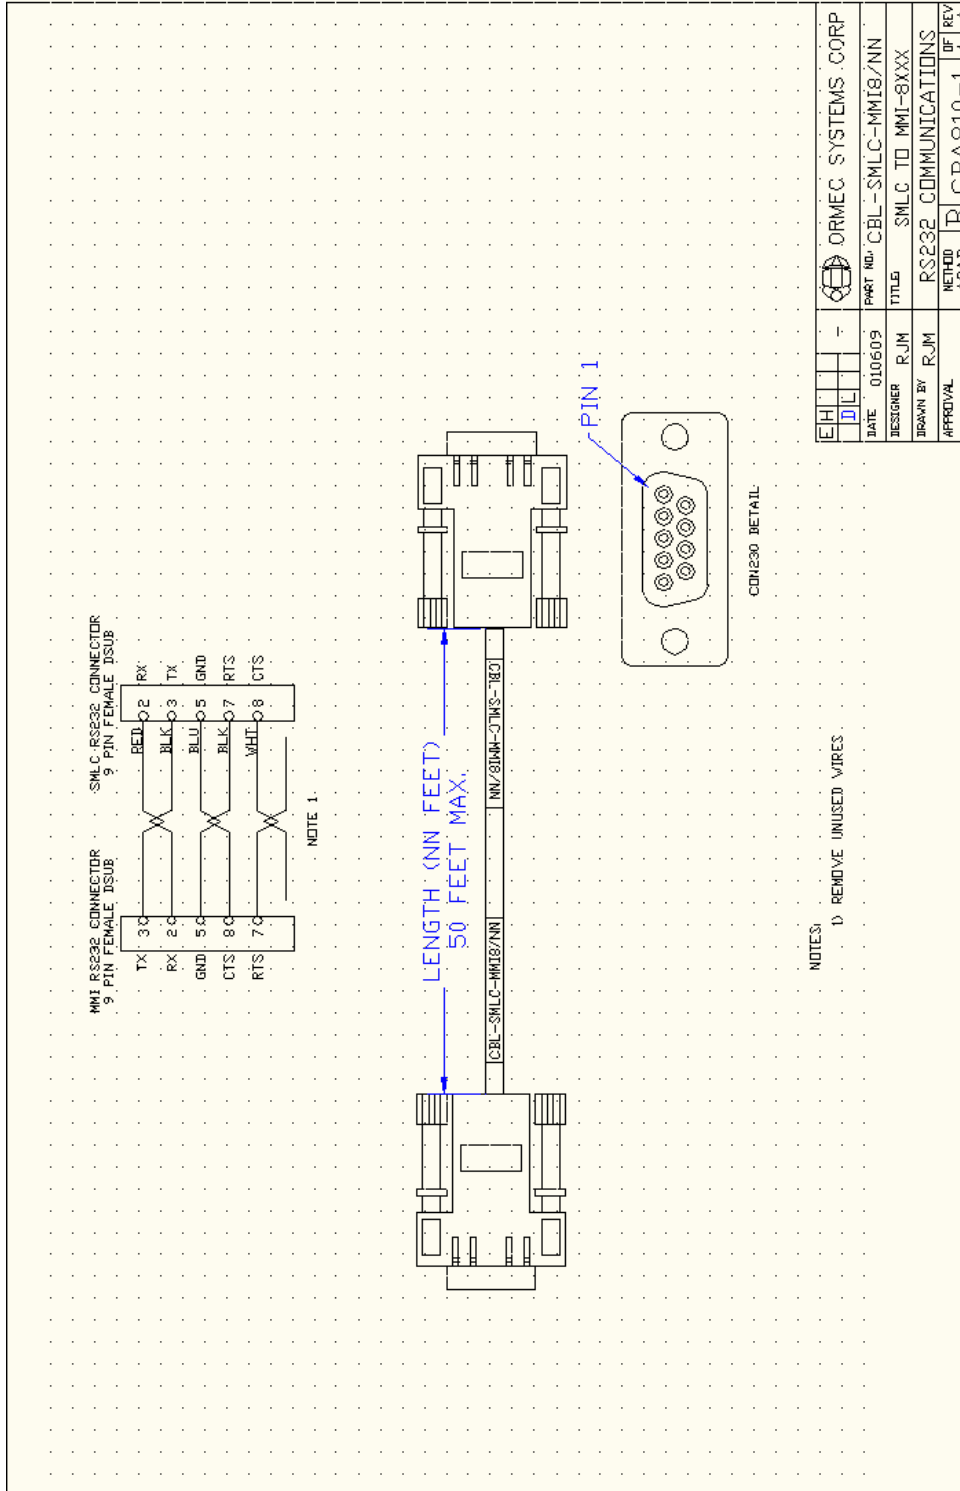 MMI RS232 CONNECTOR
9 PIN FEMALE DSUB
SMLC RS232 CONNECTOR
9 PIN FEMALE DSUB
TX 3 RED 2 RX
RX 2 BLK 3 TX
GND 5 BLU 5 GND
CTS 8 BLK 7 RTS
RTS 7 WHT 8 CTS
NOTE 1
LENGTH (NN FEET)
50 FEET MAX.
CBL-SMLC-MMI8/NN
CBL-SMLC-MMI8/NN
PIN 1
CON230 DETAIL
NOTES:
1) REMOVE UNUSED WIRES
E H -
D L
ORMEC SYSTEMS CORP
DATE 010609
PART NO. CBL-SMLC-MMI8/NN
DESIGNER RJM
TITLE SMLC TO MMI-8XXX
DRAWN BY RJM
RS232 COMMUNICATIONS
APPROVAL
METHOD
B
OF REV